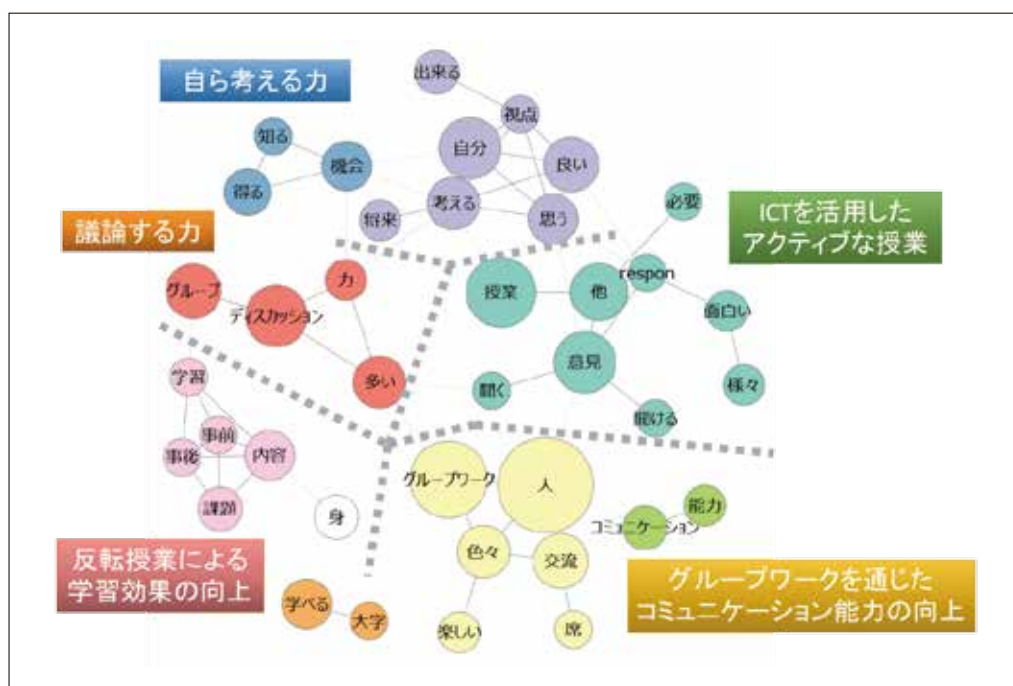 自ら考える力
出来る
視点
自分
良い
知る
機会
得る
考える
将来
思う
必要
ICTを活用した
アクティブな授業
議論する力
グループ
力
ディスカッション
多い
授業
他
respon
面白い
意見
様々
聞く
聞ける
学習
事前
事後
内容
課題
身
反転授業による
学習効果の向上
学べる
大学
グループワーク
人
能力
コミュニケーション
色々
交流
楽しい
席
グループワークを通じた
コミュニケーション能力の向上